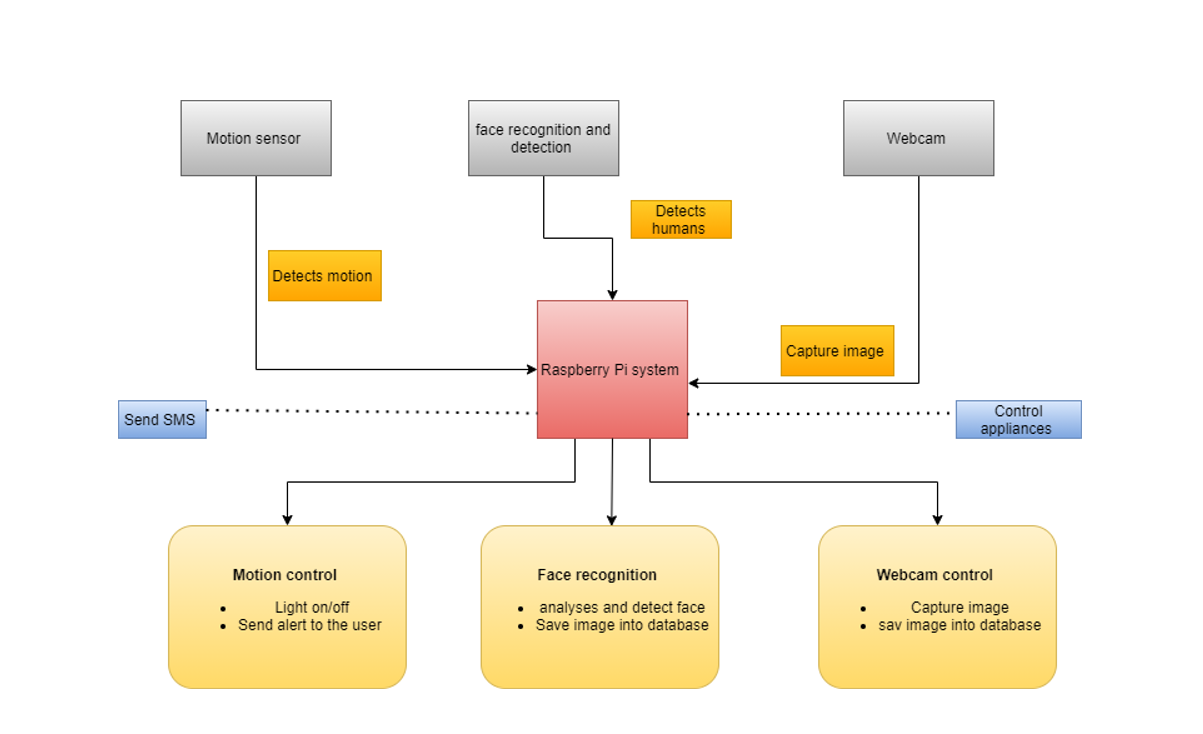 Motion sensor
face recognition and
detection
Webcam
Detects
humans
Detects motion
Capture image
Raspberry Pi system
Send SMS
Control
appliances
Motion control
• Light on/off
• Send alert to the user
Face recognition
• analyses and detect face
• Save image into database
Webcam control
• Capture image
• sav image into database